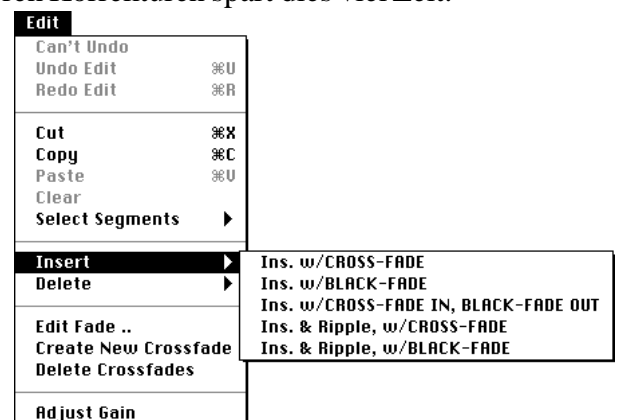 Edit
Can't Undo
Undo Edit ⌘U
Redo Edit ⌘R
Cut ⌘X
Copy ⌘C
Paste ⌘V
Clear
Select Segments ▶
Insert ▶
Ins. w/CROSS-FADE
Delete ▶
Ins. w/BLACK-FADE
Ins. w/CROSS-FADE IN, BLACK-FADE OUT
Edit Fade ..
Ins. & Ripple, w/CROSS-FADE
Create New Crossfade
Ins. & Ripple, w/BLACK-FADE
Delete Crossfades
Adjust Gain